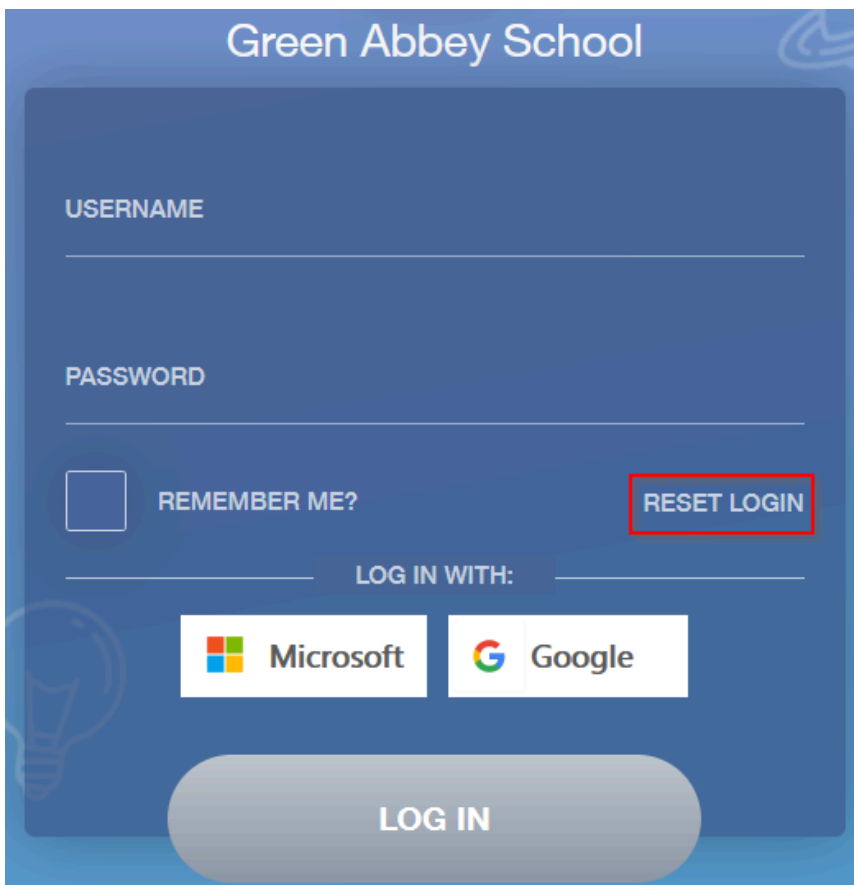 Green Abbey School
USERNAME
PASSWORD
REMEMBER ME?
RESET LOGIN
LOG IN WITH:
Microsoft
Google
LOG IN